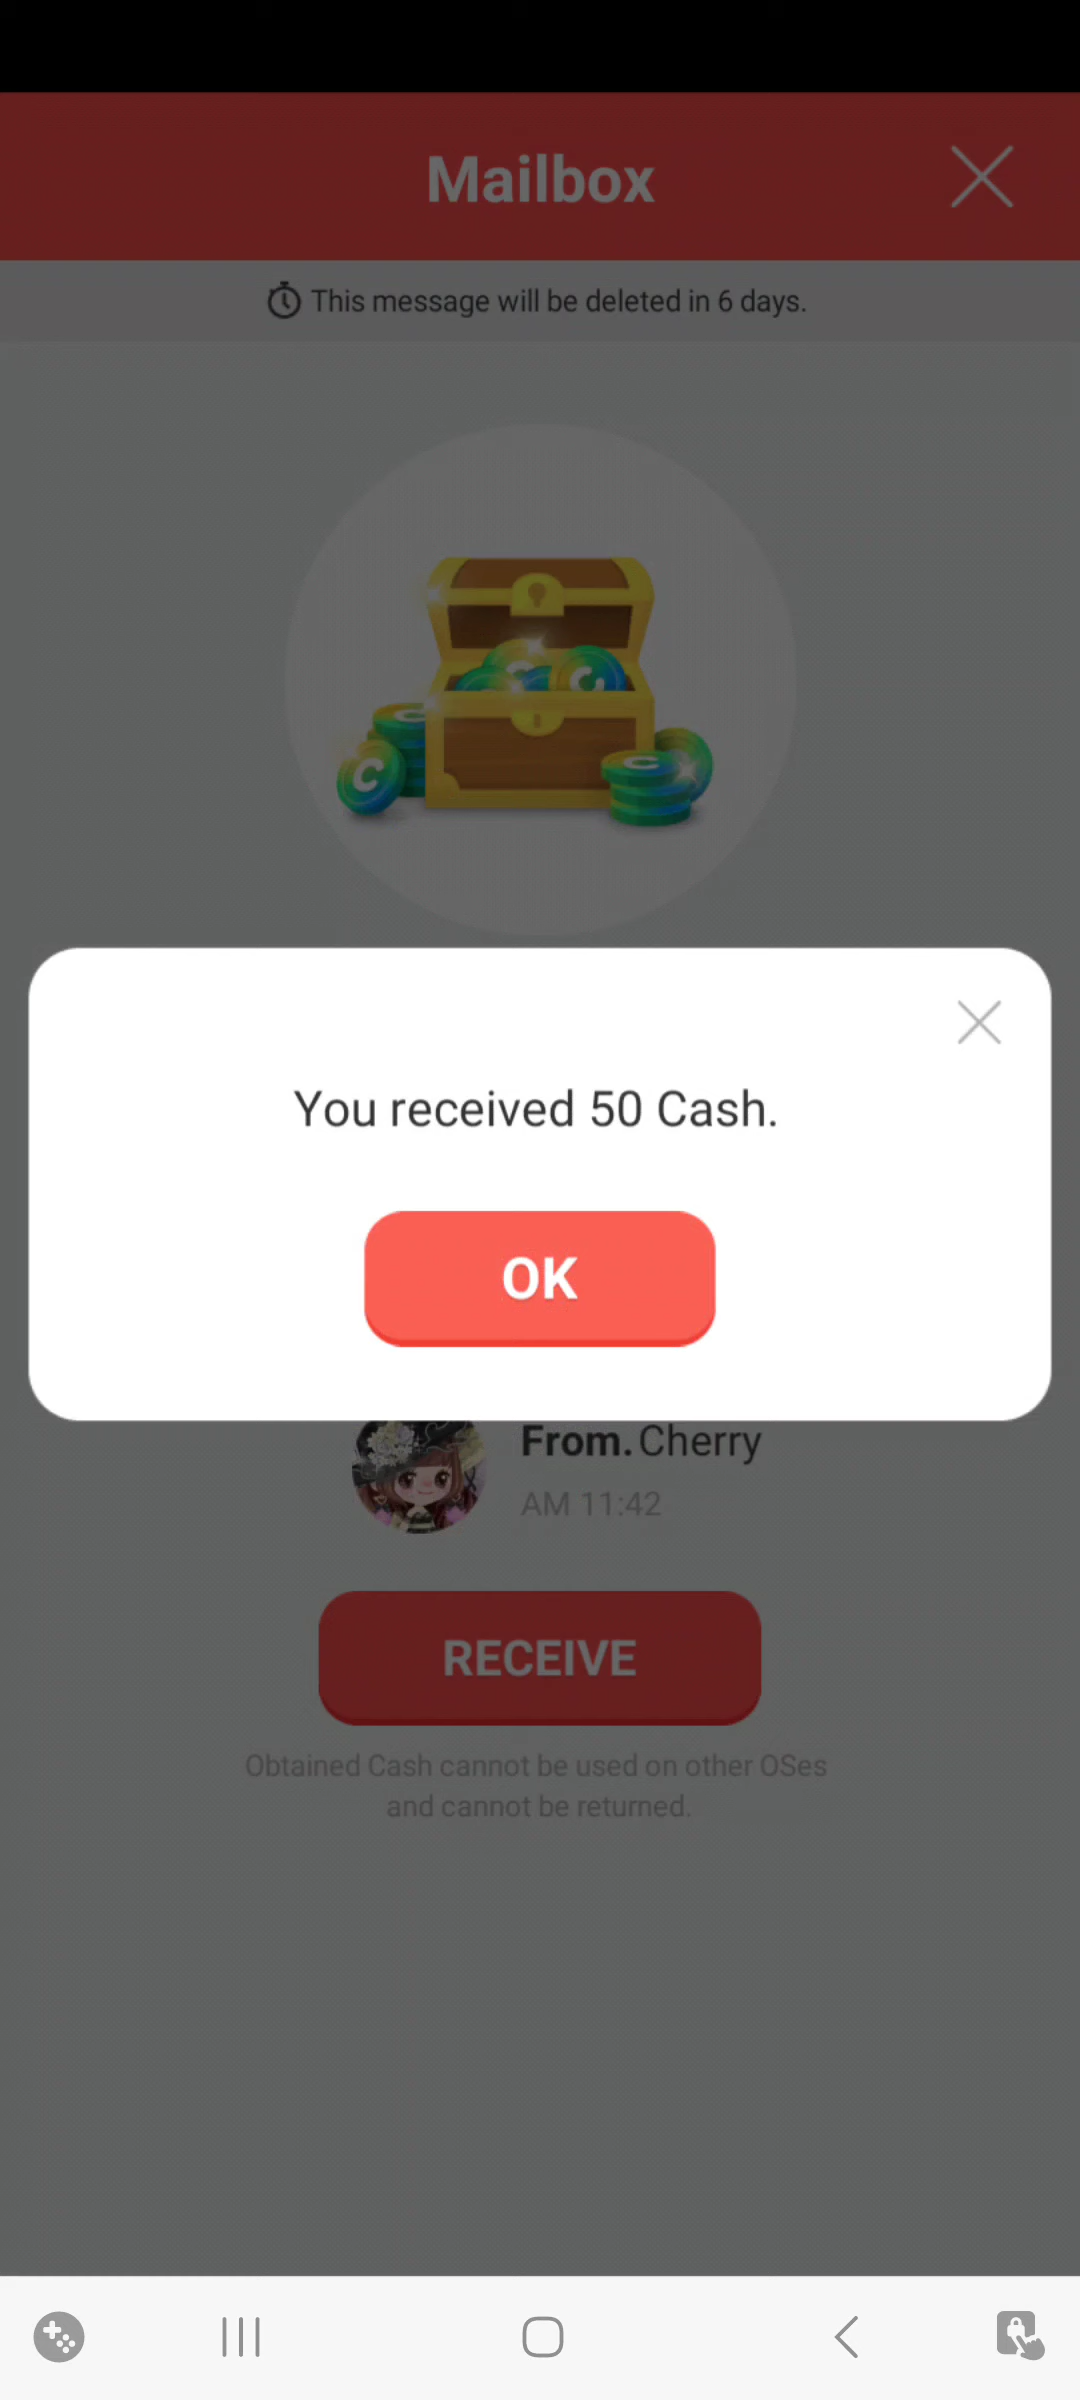 Mailbox
This message will be deleted in 6 days.
You received 50 Cash.
OK
From. Cherry
AM 11:42
RECEIVE
Obtained Cash cannot be used on other OSes
and cannot be returned.